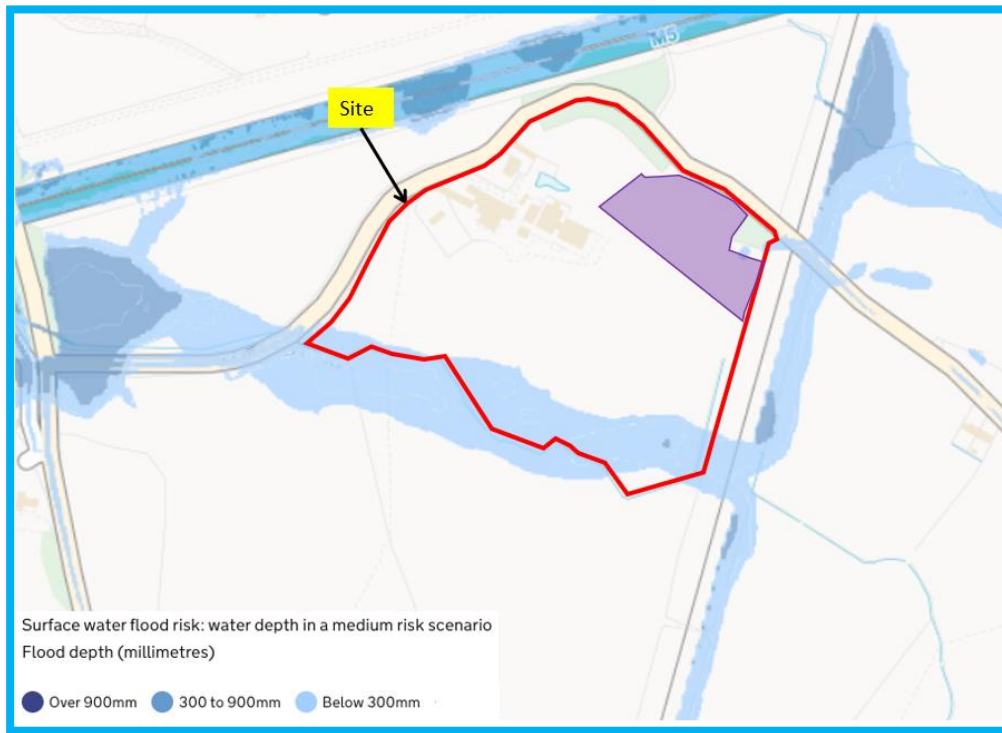 M5
Site
Surface water flood risk: water depth in a medium risk scenario
Flood depth (millimetres)
Over 900mm 300 to 900mm Below 300mm